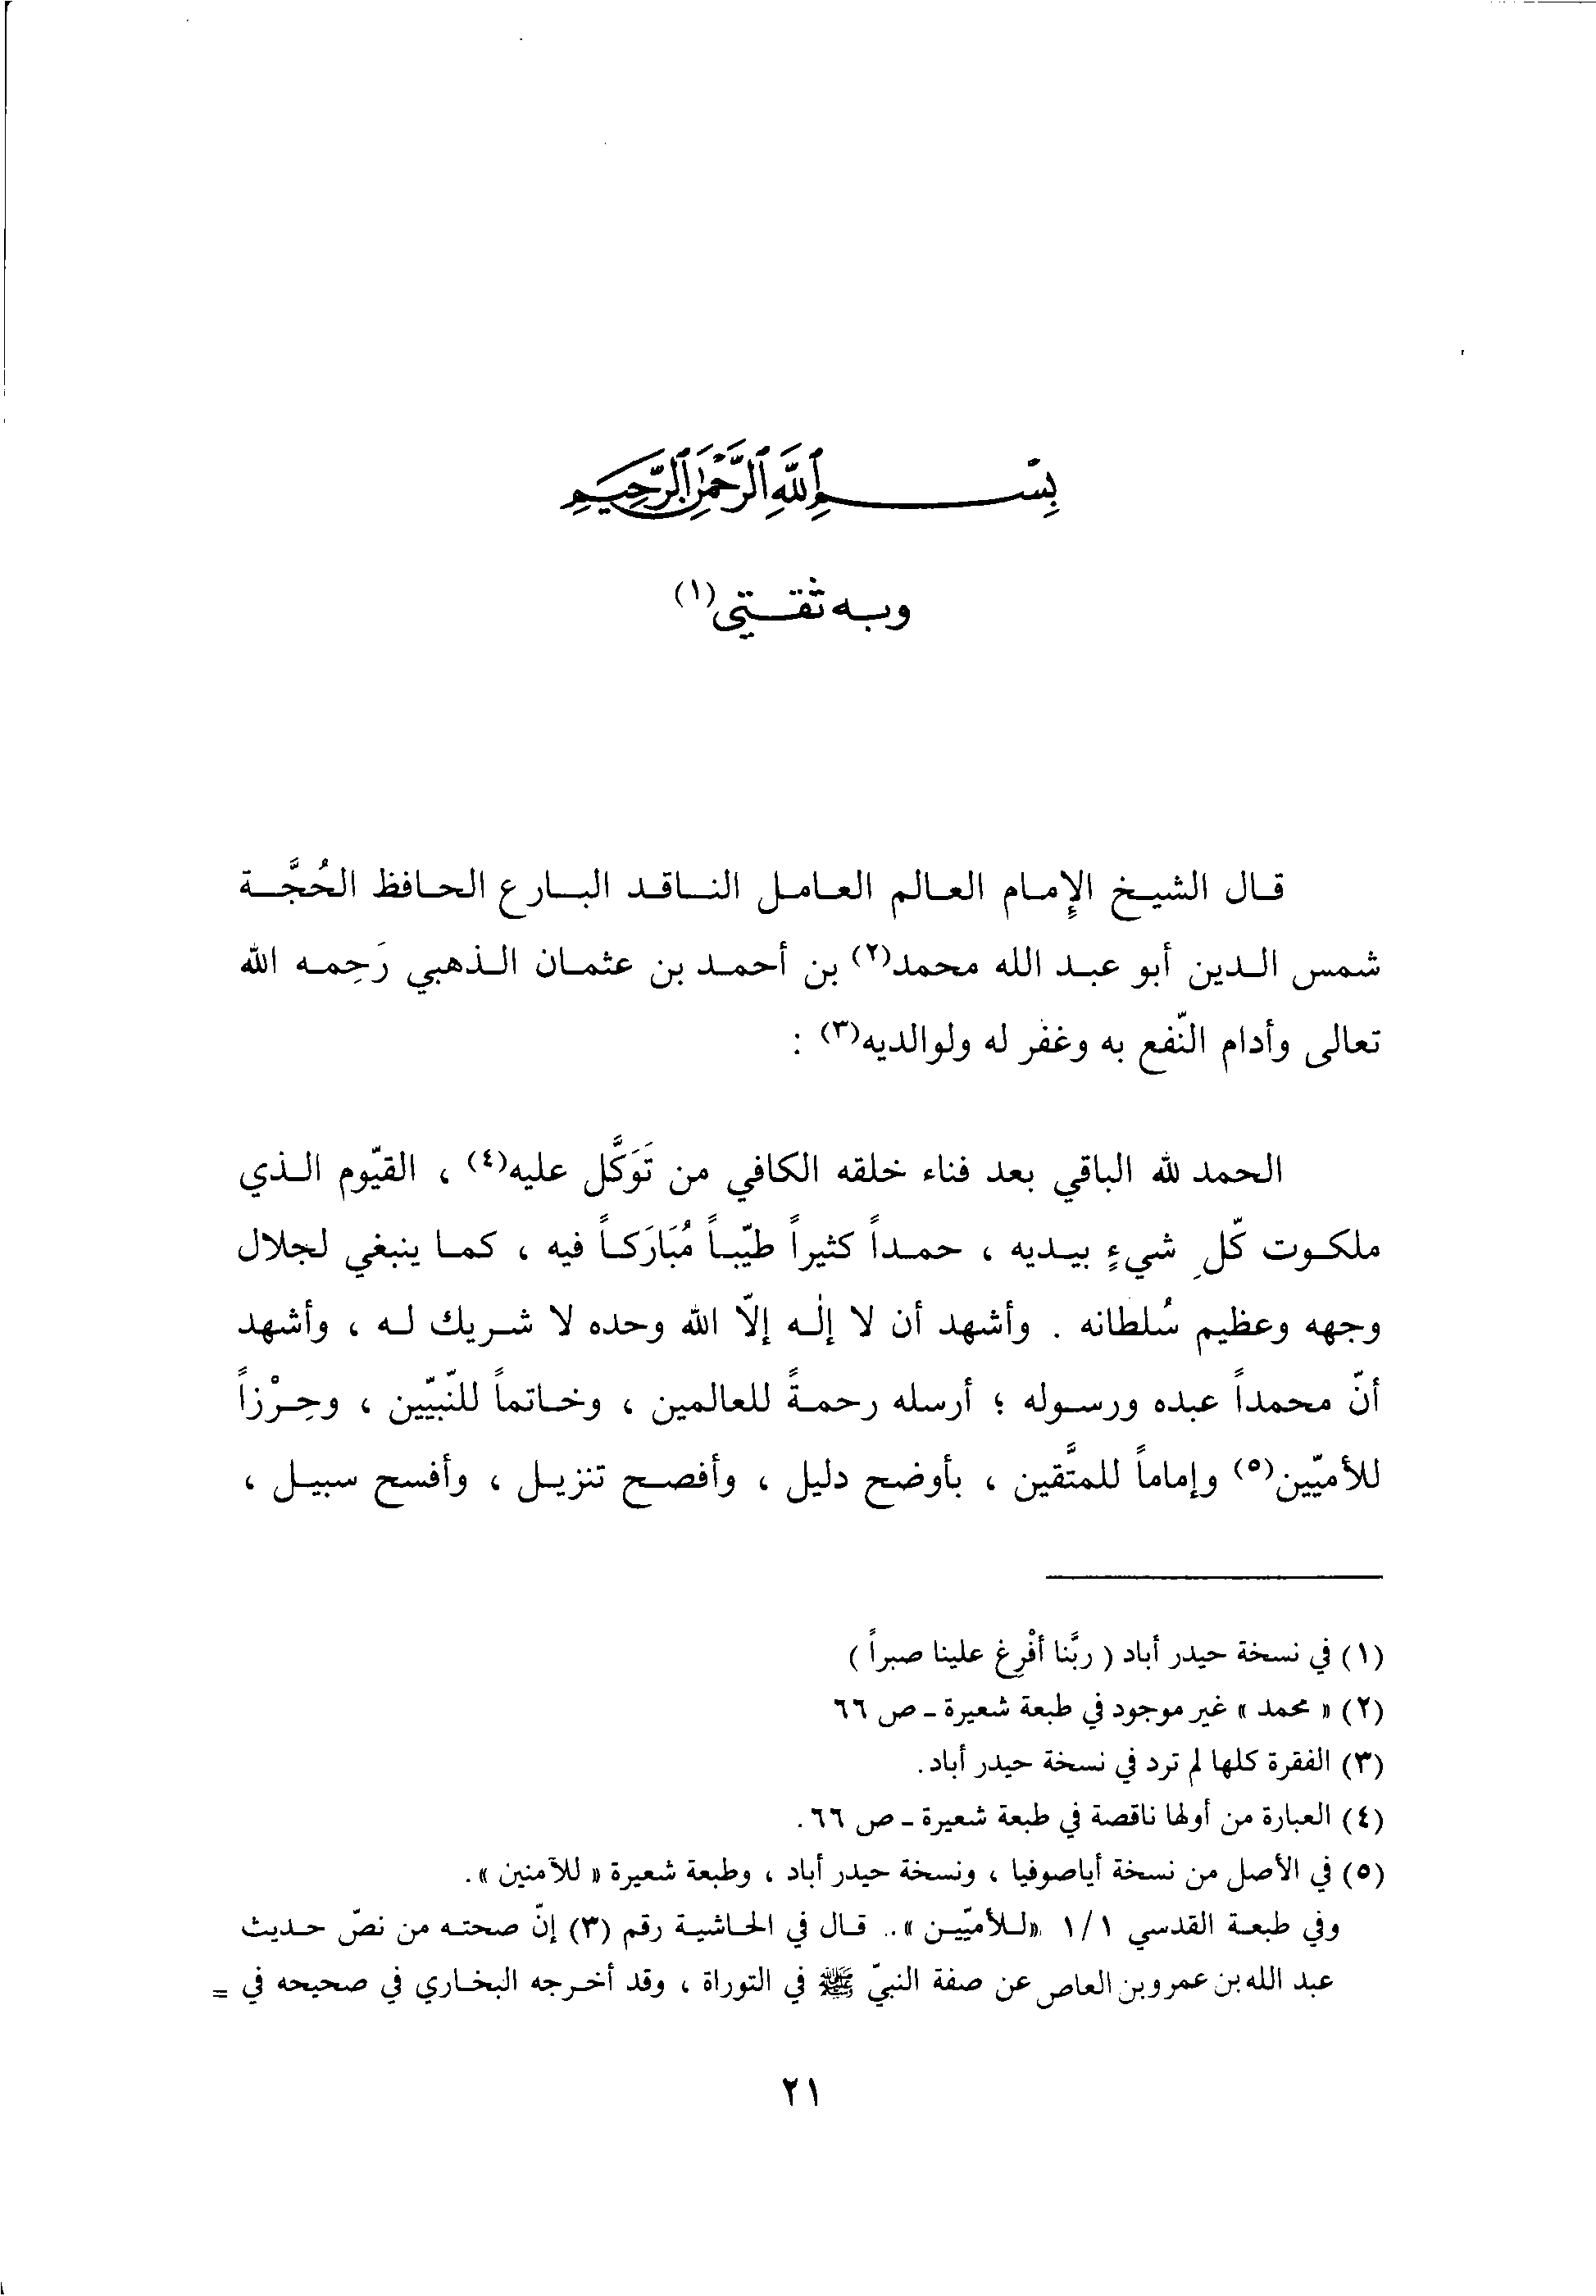 بِسْمِ اللَّهِ الرَّحْمَنِ الرَّحِيمِ
وبه ثقتي(١)
قال الشيخ الإمام العالم العامل الناقد البارع الحافظ الحُجَّة
شمس الدين أبو عبد الله محمد(٢) بن أحمد بن عثمان الذهبي رَحِمه الله
تعالى وأدام النّفع به وغفر له ولوالديه(٣) :
الحمد لله الباقي بعد فناء خلقه الكافي من تَوَكَّل عليه(٤) ، القيّوم الذي
ملكوت كّلِ شيءٍ بيديه ، حمداً كثيراً طيّباً مُبَارَكاً فيه ، كما ينبغي لجلال
وجهه وعظيم سُلطانه . وأشهد أن لا إلٰه إلّا الله وحده لا شريك له ، وأشهد
أنّ محمداً عبده ورسوله ؛ أرسله رحمةً للعالمين ، وخاتماً للنّبيّين ، وحِرْزاً
للأميّين(٥) وإماماً للمتَّقين ، بأوضح دليل ، وأفصح تنزيل ، وأفسح سبيل ،
(١) في نسخة حيدر أباد ( ربَّنا أفْرِغ علينا صبراً )
(٢) « محمد » غير موجود في طبعة شعيرة ـ ص ٦٦
(٣) الفقرة كلها لم ترد في نسخة حيدر أباد .
(٤) العبارة من أولها ناقصة في طبعة شعيرة ـ ص ٦٦ .
(٥) في الأصل من نسخة أياصوفيا ، ونسخة حيدر أباد ، وطبعة شعيرة « للآمنين » .
وفي طبعة القدسي ١/١ «للأميّين » .. قال في الحاشية رقم (٣) إنّ صحته من نصّ حديث
عبد الله بن عمرو بن العاص عن صفة النبيّ ﷺ في التوراة ، وقد أخرجه البخاري في صحيحه في =
٢١